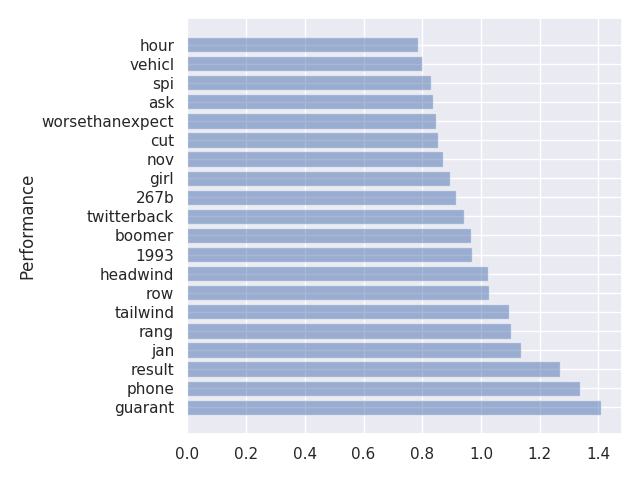 hour
vehicl
spi
ask
worsethanexpect
cut
nov
girl
267b
twitterback
boomer
1993
headwind
row
tailwind
rang
jan
result
phone
guarant
Performance
0.0 0.2 0.4 0.6 0.8 1.0 1.2 1.4